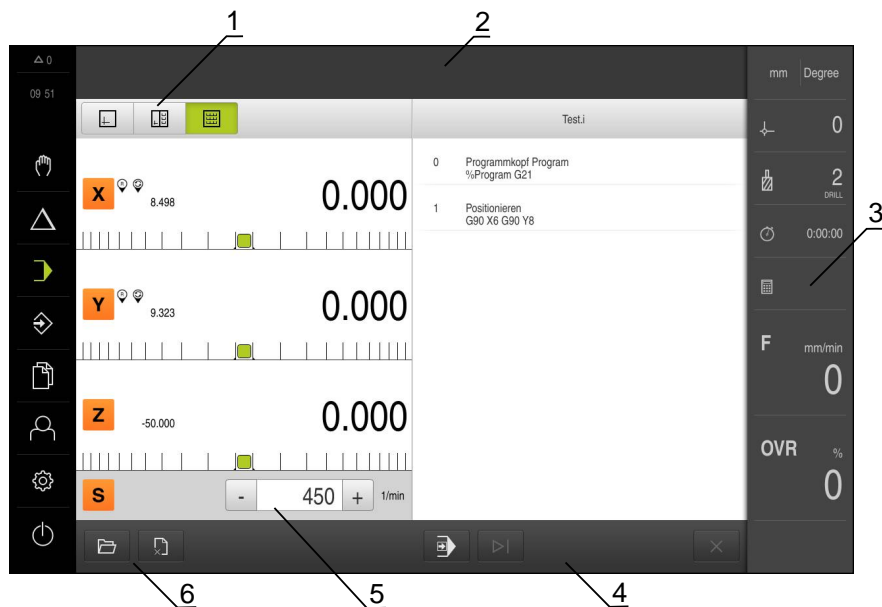 1
2
0
09 51
mm Degree
Test.i
0
0 Programmkopf Program
%Program G21
X
8.498
0.000
2
DRILL
1 Positionieren
G90 X6 G90 Y8
3
0:00:00
Y
9.323
0.000
F mm/min
0
Z
-50.000
0.000
OVR %
0
S
- 450 + 1/min
6
5
4